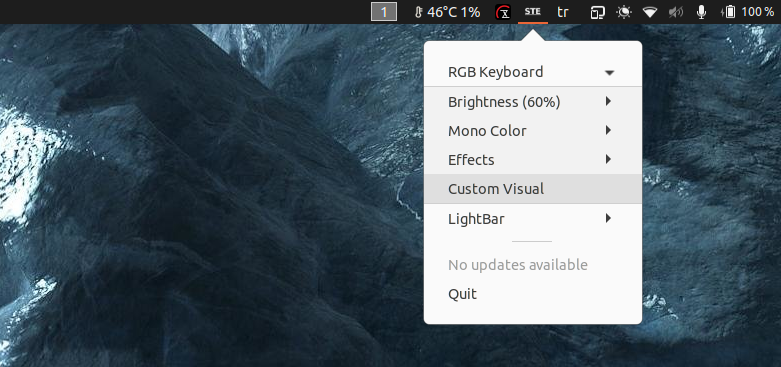 1 46°C 1% STE tr 100 %
RGB Keyboard
Brightness (60%)
Mono Color
Effects
Custom Visual
LightBar
No updates available
Quit